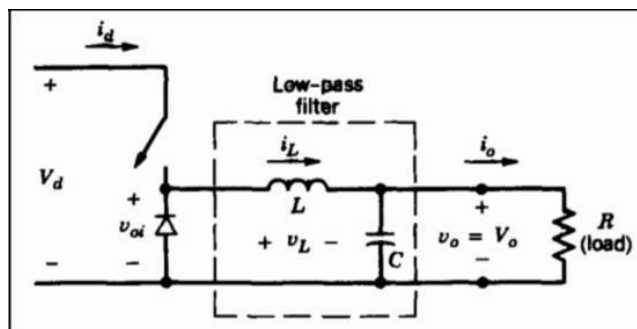 i_d
+
Low-pass
filter
i_L
i_o
V_d
+
v_oi
L
+ v_L −
C
+
v_o = V_o
R
(load)
−
−
−